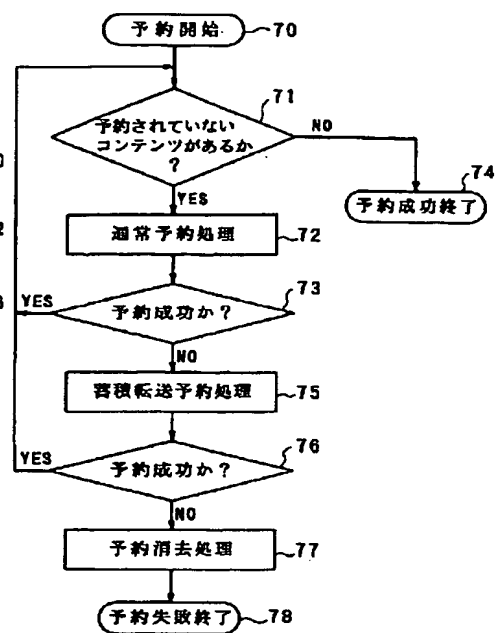 予約開始
70
71
予約されていない
コンテンツがあるか
?
NO
YES
74
予約成功終了
通常予約処理
72
73
予約成功か?
YES
NO
蓄積転送予約処理
75
76
予約成功か?
YES
NO
予約消去処理
77
予約失敗終了
78